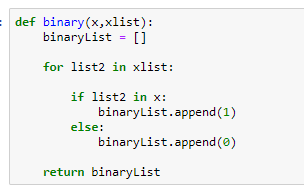 : def binary(x,xlist):
    binaryList = []

    for list2 in xlist:

        if list2 in x:
            binaryList.append(1)
        else:
            binaryList.append(0)

    return binaryList